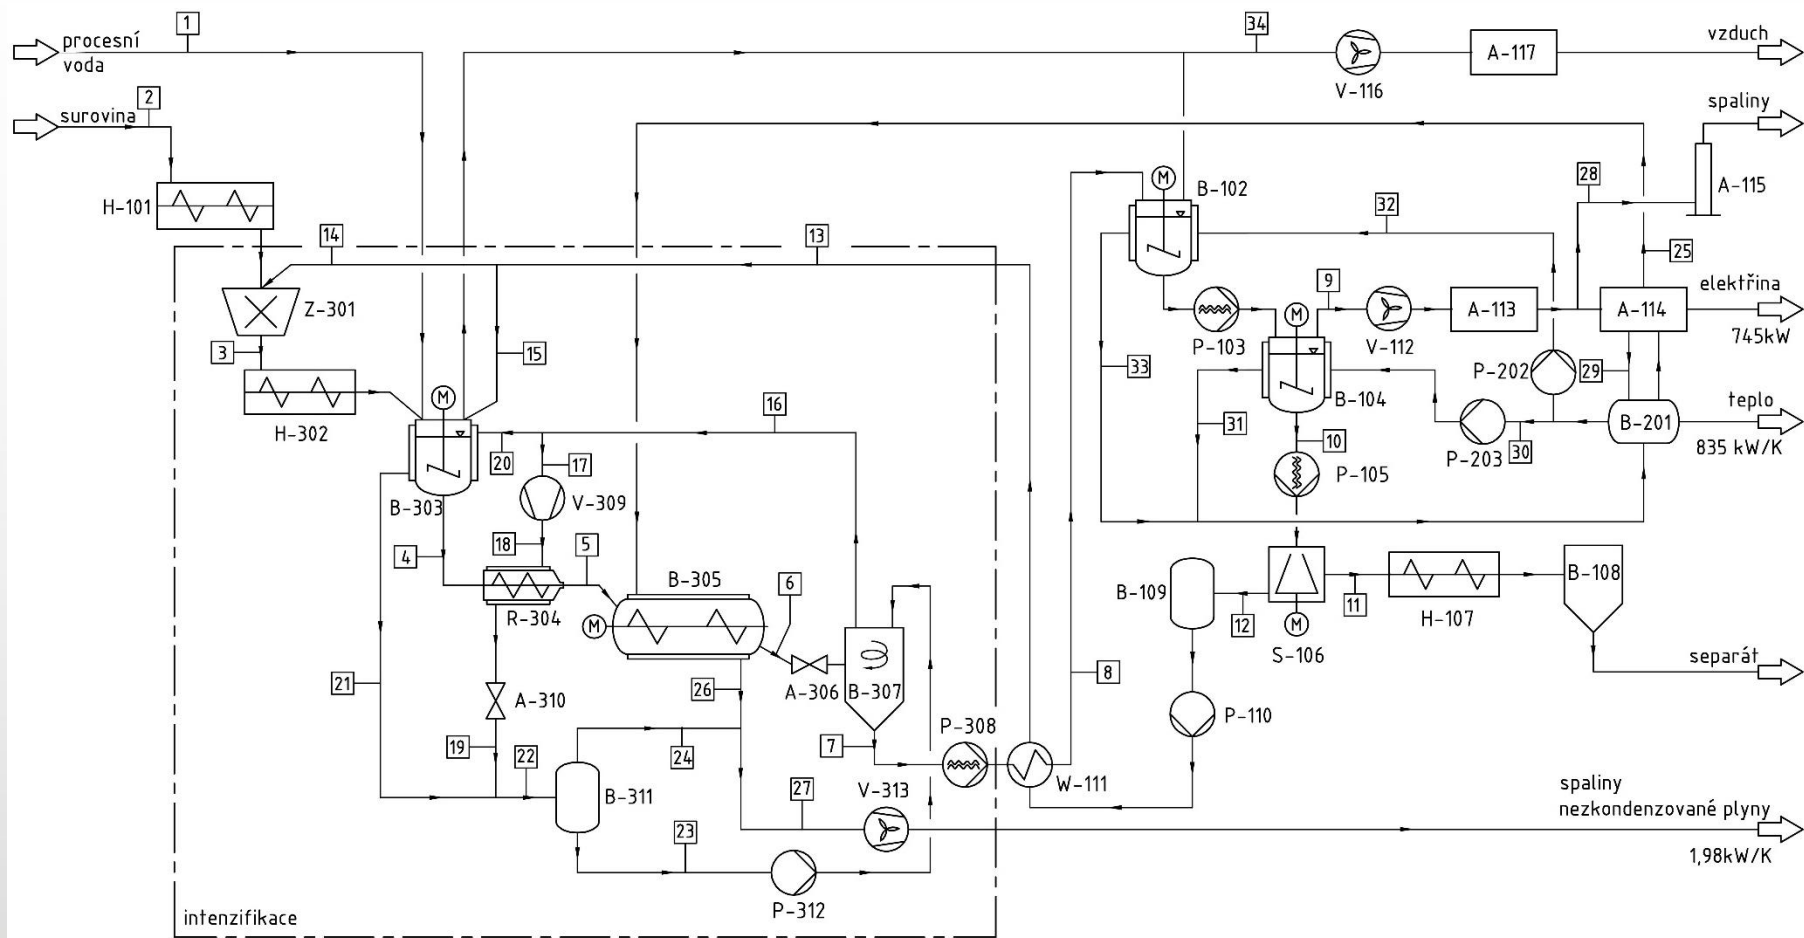 1
34
procesní
voda
vzduch
A-117
V-116
2
surovina
spaliny
M
B-102
28
A-115
H-101
32
14
13
25
9
elektřina
Z-301
M
A-113
A-114
745kW
P-103
V-112
3
15
33
P-202
29
M
B-104
teplo
H-302
16
B-201
31
30
835 kW/K
20
17
10
P-203
P-105
B-303
V-309
4
18
5
B-305
6
B-109
B-108
R-304
M
12
11
H-107
M
S-106
21
26
A-306
B-307
8
separát
A-310
P-308
P-110
19
7
22
24
W-111
B-311
27
V-313
spaliny
nezkondenzované plyny
23
1,98kW/K
P-312
intenzifikace